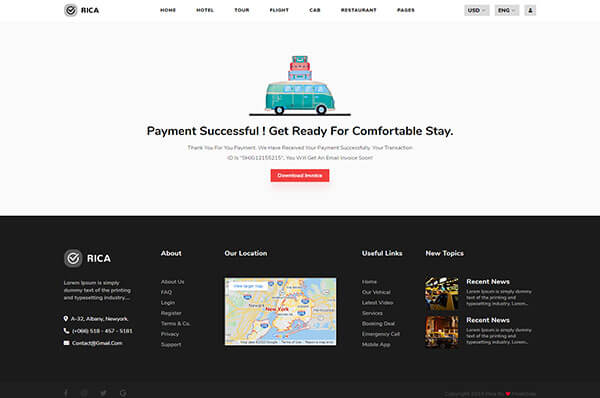 RICA
HOME HOTEL TOUR FLIGHT CAB RESTAURANT PAGES
USD ENG
Payment Successful ! Get Ready For Comfortable Stay.
Thank You For You Payment. We Have Received Your Payment Successfully. Your Transaction
ID Is "SHIG12155215", You Will Get An Email Invoice Soon!
Download Invoice
RICA
Lorem Ipsum is simply
dummy text of the printing
and typesetting industry....
A-32, Albany, Newyork.
(+066) 518 - 457 - 5181
Contact@Gmail.Com
About
About Us
FAQ
Login
Register
Terms & Co.
Privacy
Support
Our Location
View larger map
New York
Useful Links
Home
Our Vehical
Latest Video
Services
Booking Deal
Emergency Call
Mobile App
New Topics
Recent News
Lorem Ipsum is simply
dummy text of the printing
and typesetting industry. Lorem...
Recent News
Lorem Ipsum is simply
dummy text of the printing
and typesetting industry. Lorem...